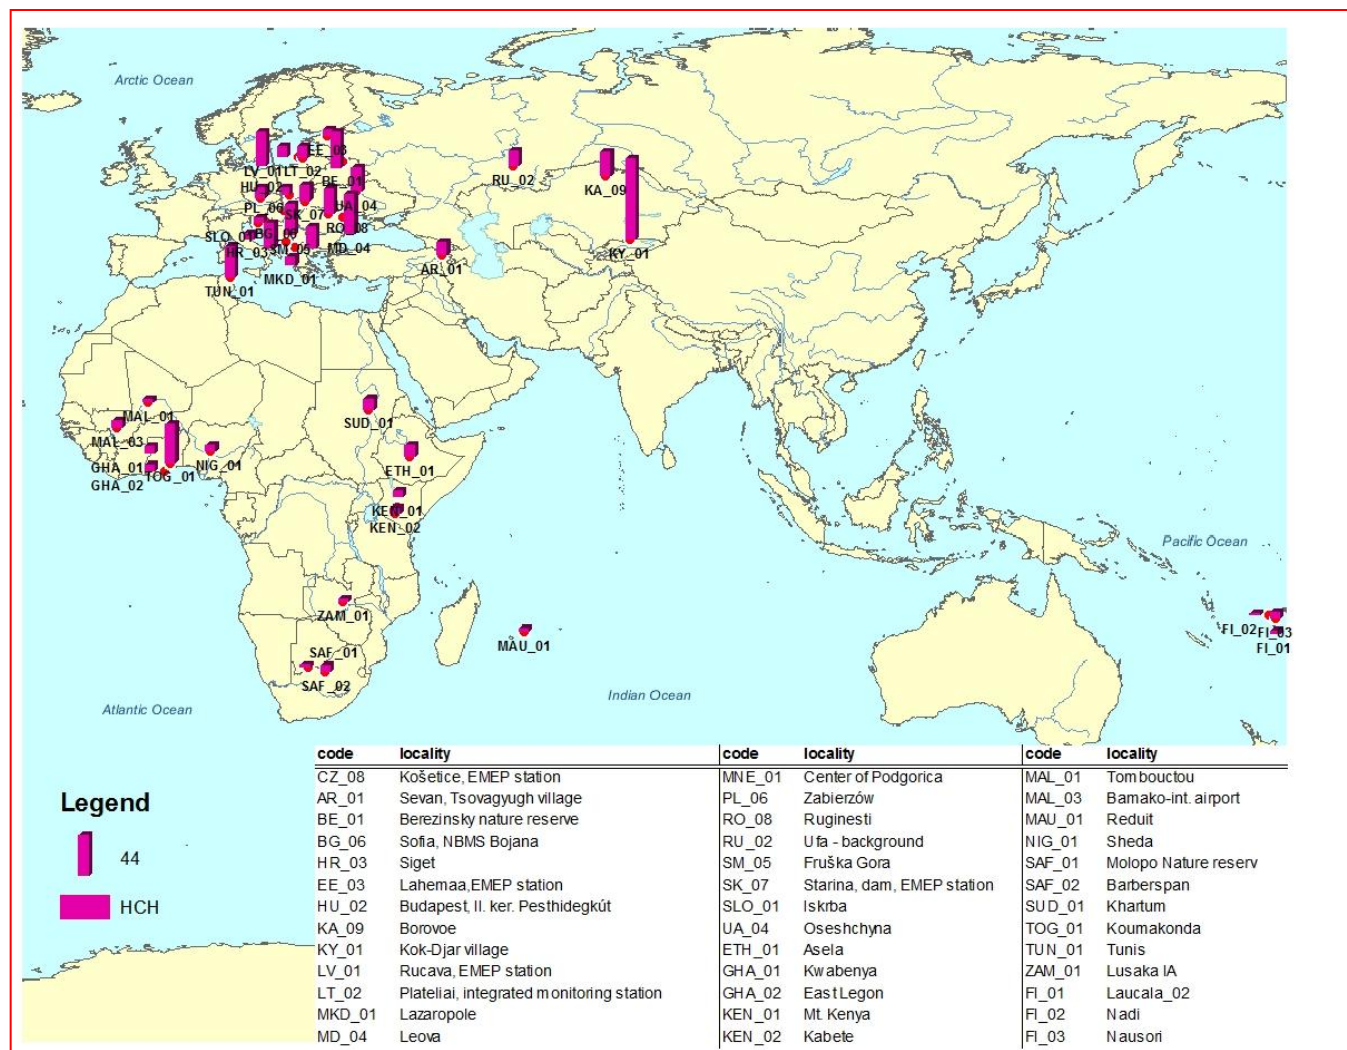 Arctic Ocean
EE_03
LV_01
LT_02
BE_01
RU_02
KA_09
HU_02
PL_06
SK_07
UA_04
SLO_01
RO_08
HR_03
SM_05
MD_04
KY_01
AR_01
MKD_01
TUN_01
MAL_01
SUD_01
MAL_03
GHA_01
TOG_01
NIG_01
ETH_01
GHA_02
KEN_01
KEN_02
Pacific Ocean
ZAM_01
FI_02
FI_03
MAU_01
FI_01
SAF_01
SAF_02
Indian Ocean
Atlantic Ocean
code locality code locality code locality
CZ_08 Košetice, EMEP station MNE_01 Center of Podgorica MAL_01 Tombouctou
AR_01 Sevan, Tsovagyugh village PL_06 Zabierzów MAL_03 Bamako-int. airport
BE_01 Berezinsky nature reserve RO_08 Ruginesti MAU_01 Reduit
BG_06 Sofia, NBMS Bojana RU_02 Ufa - background NIG_01 Sheda
HR_03 Siget SM_05 Fruška Gora SAF_01 Molopo Nature reserv
EE_03 Lahemaa,EMEP station SK_07 Starina, dam, EMEP station SAF_02 Barberspan
HU_02 Budapest, II. ker. Pesthidegkút SLO_01 Iskrba SUD_01 Khartum
KA_09 Borovoe UA_04 Oseshchyna TOG_01 Koumakonda
KY_01 Kok-Djar village ETH_01 Asela TUN_01 Tunis
LV_01 Rucava, EMEP station GHA_01 Kwabenya ZAM_01 Lusaka IA
LT_02 Plateliai, integrated monitoring station GHA_02 East Legon FI_01 Laucala_02
MKD_01 Lazaropole KEN_01 Mt. Kenya FI_02 Nadi
MD_04 Leova KEN_02 Kabete FI_03 Nausori
Legend
44
HCH